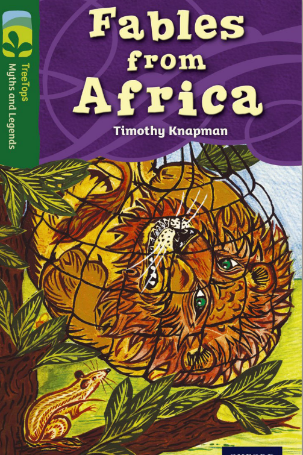 Fables
from
Africa
Timothy Knapman
TreeTops
Myths and Legends